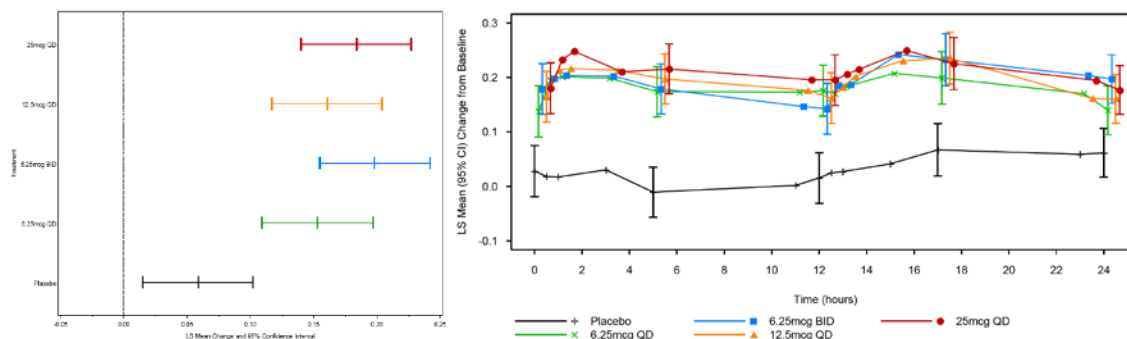 25mcg QD
12.5mcg QD
6.25mcg BID
6.25mcg QD
Placebo
Treatment
-0.05 0.00 0.05 0.10 0.15 0.20 0.25
LS Mean Change and 95% Confidence Interval
LS Mean (95% CI) Change from Baseline
0.3
0.2
0.1
0.0
-0.1
0 2 4 6 8 10 12 14 16 18 20 22 24
Time (hours)
Placebo 6.25mcg BID 25mcg QD
6.25mcg QD 12.5mcg QD